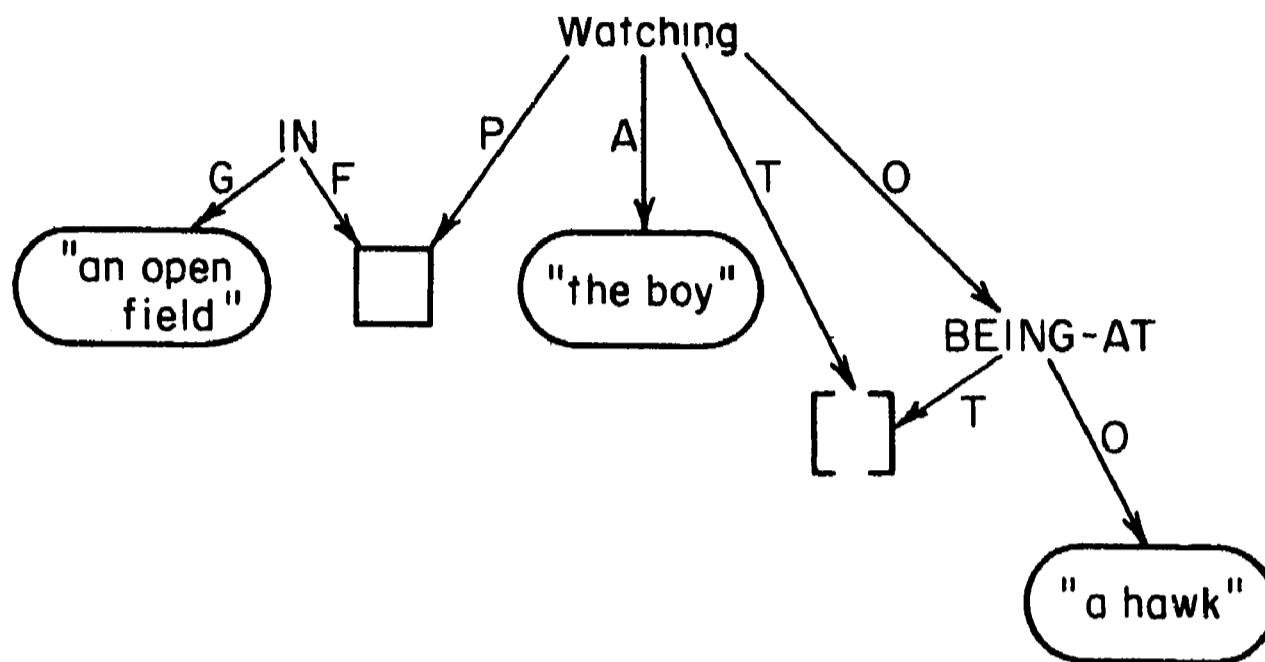 Watching
IN
P
A
G
F
T
O
"an open
field"
"the boy"
BEING-AT
T
O
"a hawk"